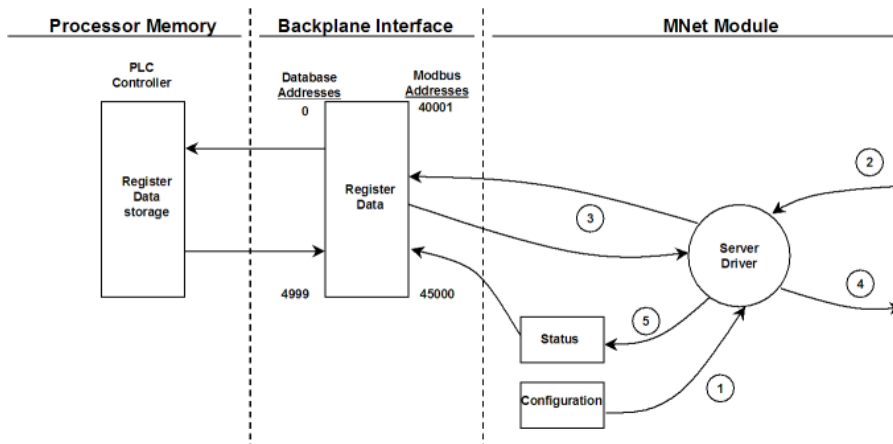 Processor Memory
Backplane Interface
MNet Module
PLC
Controller
Database
Addresses
0
Modbus
Addresses
40001
Register
Data
storage
Register
Data
2
3
Server
Driver
4
4999
45000
5
Status
1
Configuration